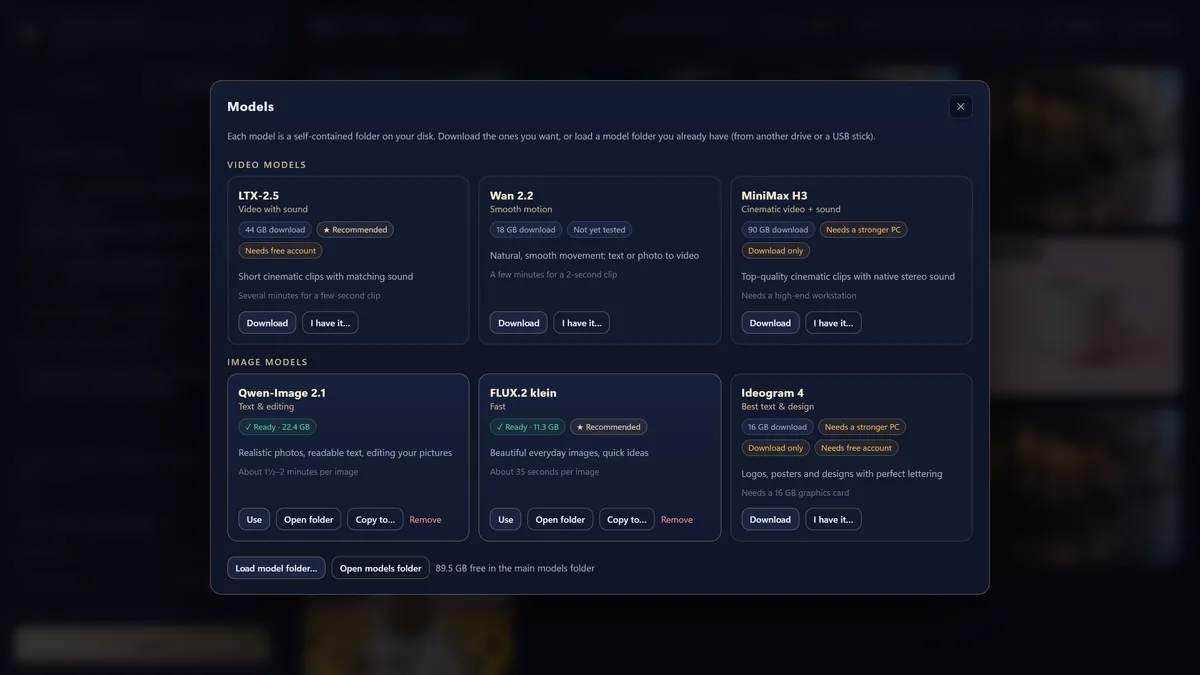 Models
Each model is a self-contained folder on your disk. Download the ones you want, or load a model folder you already have (from another drive or a USB stick).
VIDEO MODELS
LTX-2.5
Video with sound
44 GB download ★ Recommended
Needs free account
Short cinematic clips with matching sound
Several minutes for a few-second clip
Download I have it...
Wan 2.2
Smooth motion
18 GB download Not yet tested
Natural, smooth movement; text or photo to video
A few minutes for a 2-second clip
Download I have it...
MiniMax H3
Cinematic video + sound
90 GB download Needs a stronger PC
Download only
Top-quality cinematic clips with native stereo sound
Needs a high-end workstation
Download I have it...
IMAGE MODELS
Qwen-Image 2.1
Text & editing
✓ Ready · 22.4 GB
Realistic photos, readable text, editing your pictures
About 1½–2 minutes per image
Use Open folder Copy to... Remove
FLUX.2 klein
Fast
✓ Ready · 11.3 GB ★ Recommended
Beautiful everyday images, quick ideas
About 35 seconds per image
Use Open folder Copy to... Remove
Ideogram 4
Best text & design
16 GB download Needs a stronger PC
Download only Needs free account
Logos, posters and designs with perfect lettering
Needs a 16 GB graphics card
Download I have it...
Load model folder... Open models folder 89.5 GB free in the main models folder